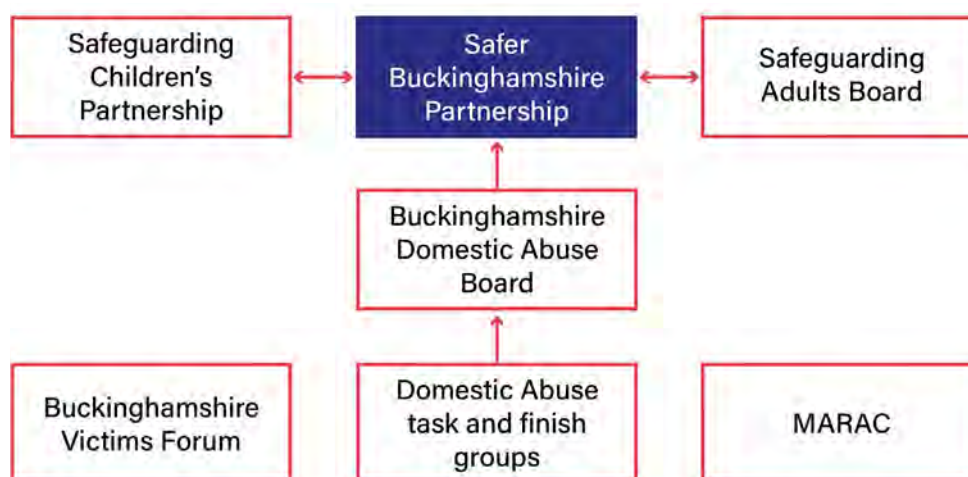 Safeguarding
Children's
Partnership
Safer
Buckinghamshire
Partnership
Safeguarding
Adults Board
Buckinghamshire
Domestic Abuse
Board
Buckinghamshire
Victims Forum
Domestic Abuse
task and finish
groups
MARAC